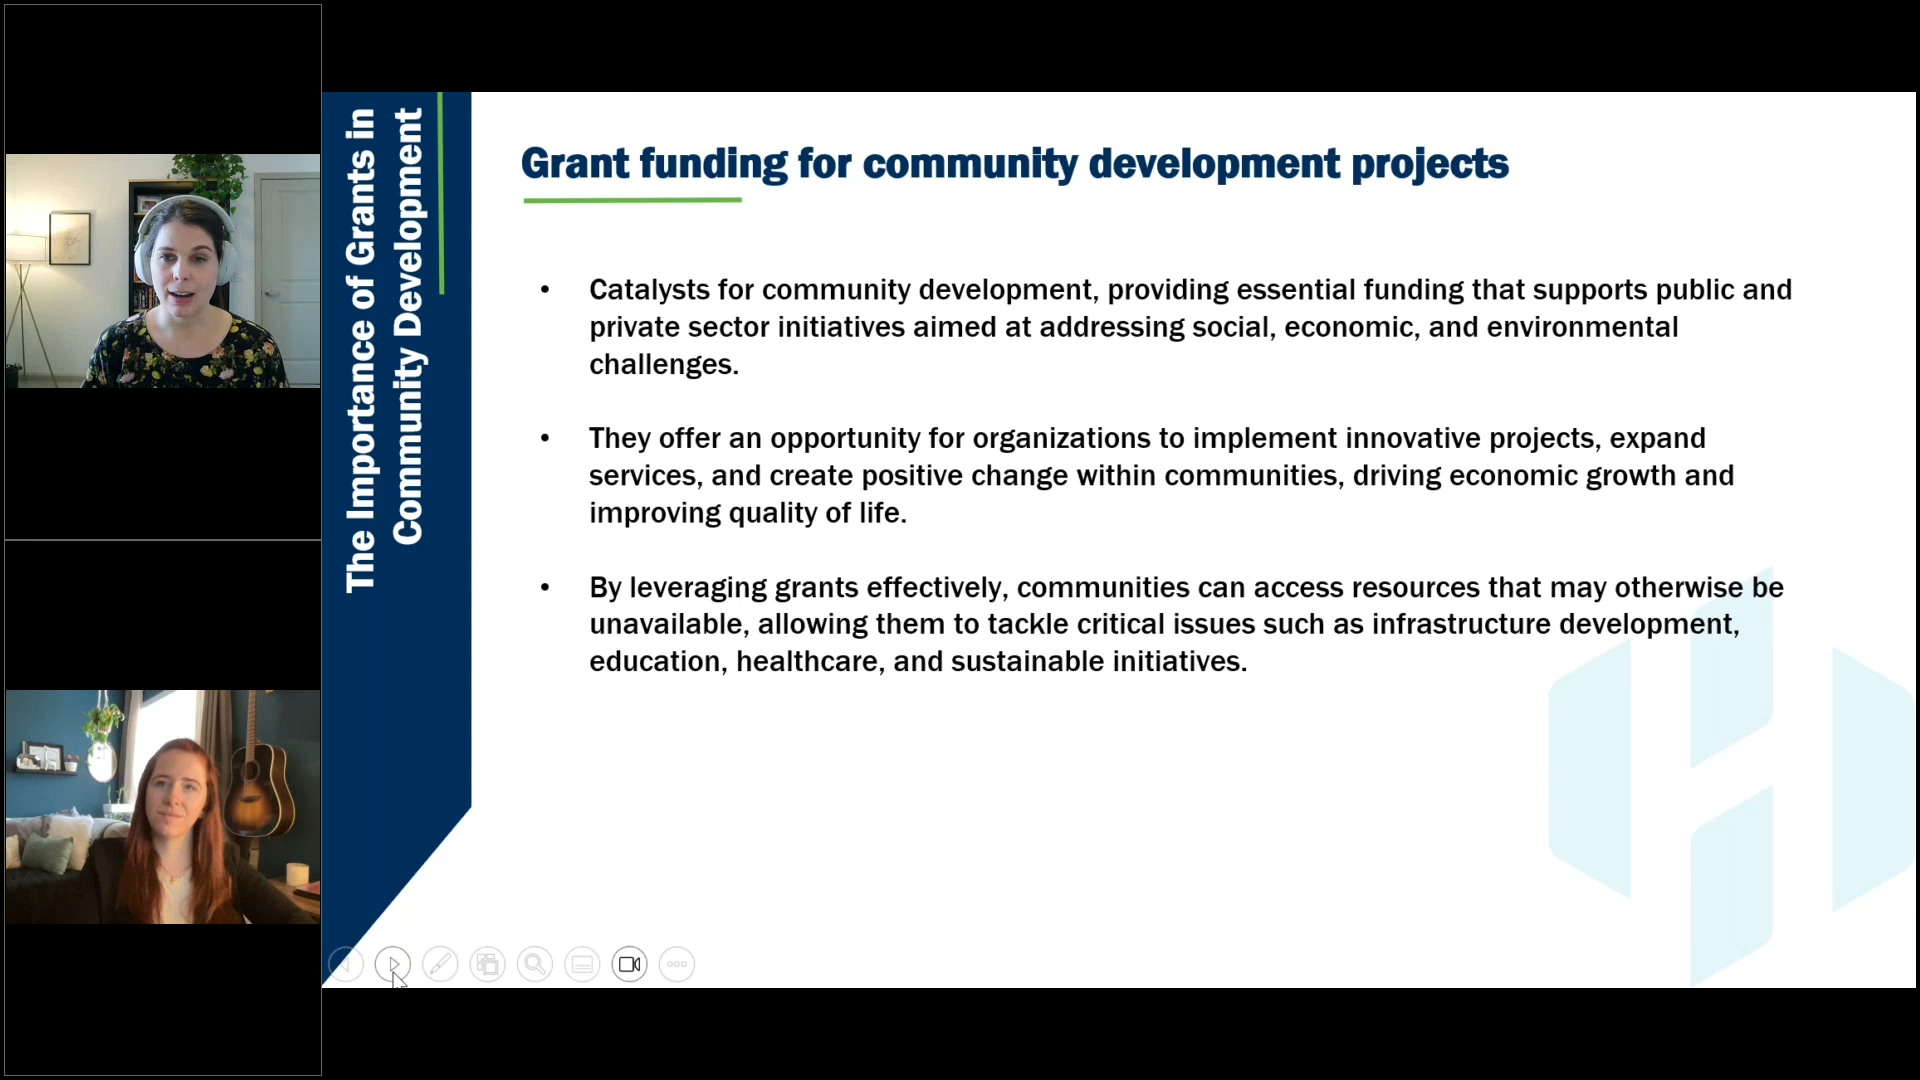 The Importance of Grants in
Community Development
Grant funding for community development projects
• Catalysts for community development, providing essential funding that supports public and
private sector initiatives aimed at addressing social, economic, and environmental
challenges.
• They offer an opportunity for organizations to implement innovative projects, expand
services, and create positive change within communities, driving economic growth and
improving quality of life.
• By leveraging grants effectively, communities can access resources that may otherwise be
unavailable, allowing them to tackle critical issues such as infrastructure development,
education, healthcare, and sustainable initiatives.